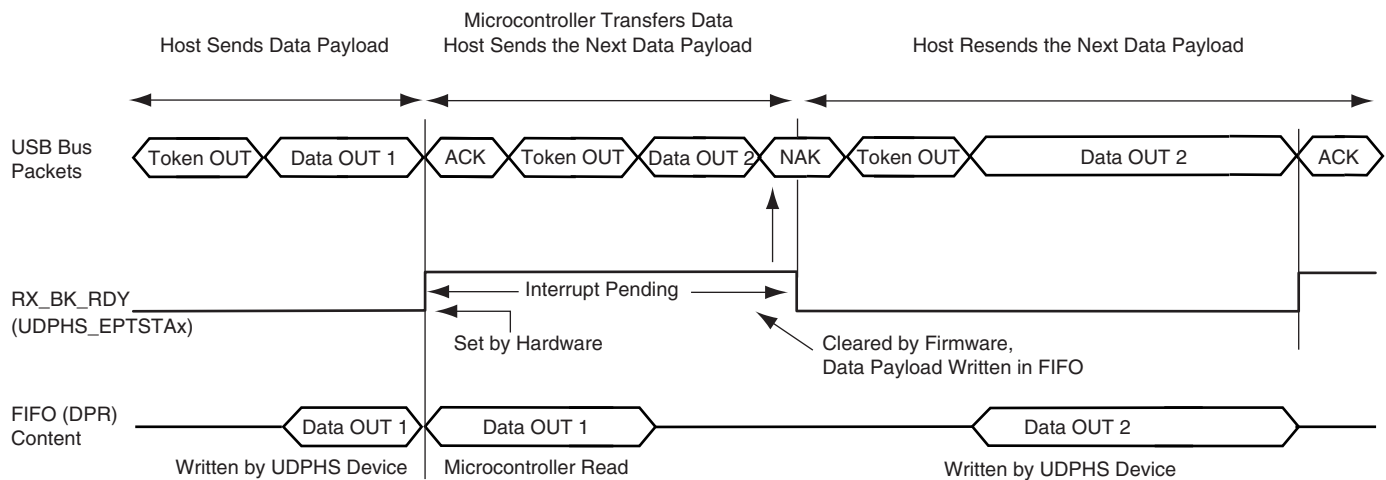 Microcontroller Transfers Data
Host Sends Data Payload
Host Sends the Next Data Payload
Host Resends the Next Data Payload
USB Bus
Packets
Token OUT
Data OUT 1
ACK
Token OUT
Data OUT 2
NAK
Token OUT
Data OUT 2
ACK
RX_BK_RDY
(UDPHS_EPTSTAx)
Interrupt Pending
Set by Hardware
Cleared by Firmware,
Data Payload Written in FIFO
FIFO (DPR)
Content
Data OUT 1
Data OUT 1
Data OUT 2
Written by UDPHS Device
Microcontroller Read
Written by UDPHS Device